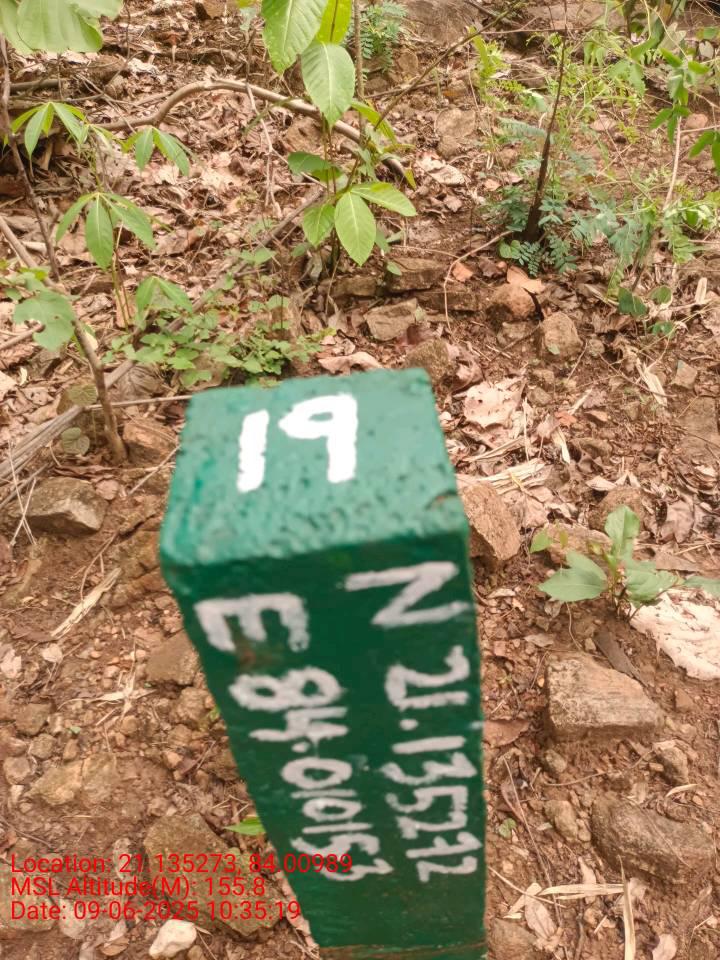 19
N 21.135272
E 84.010153
Location: 21.135273, 84.00989
MSL Altitude(M): 155.8
Date: 09-06-2025 10:35:19